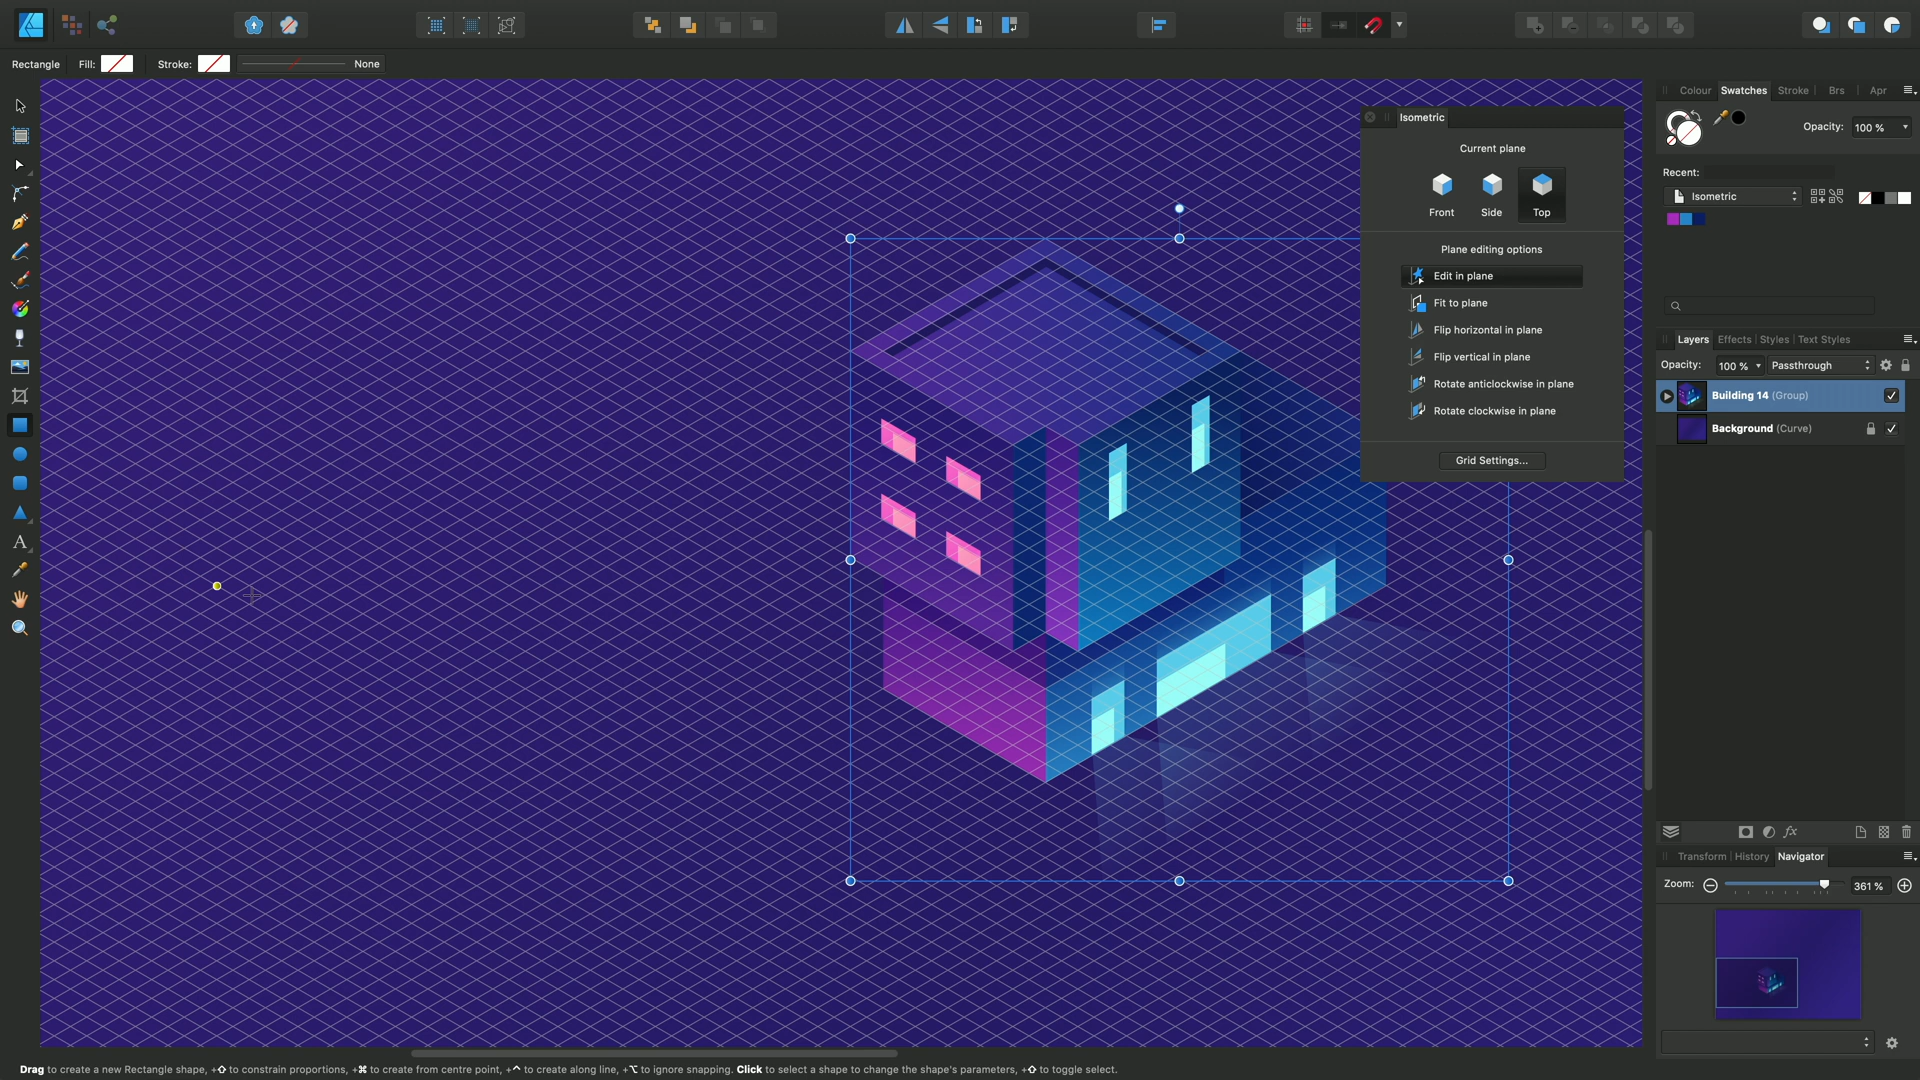 Rectangle Fill: Stroke: None
Colour Swatches Stroke Brs Apr
Isometric
Opacity: 100 %
Current plane
Recent:
Isometric
Front Side Top
Plane editing options
Edit in plane
Fit to plane
Flip horizontal in plane
Flip vertical in plane
Rotate anticlockwise in plane
Rotate clockwise in plane
Grid Settings...
Layers Effects Styles Text Styles
Opacity: 100 % Passthrough
Building 14 (Group)
Background (Curve)
A
fx
Transform History Navigator
Zoom: 361 %
Drag to create a new Rectangle shape, +⇧ to constrain proportions, +⌘ to create from centre point, +^ to create along line, +⌥ to ignore snapping. Click to select a shape to change the shape's parameters, +⇧ to toggle select.